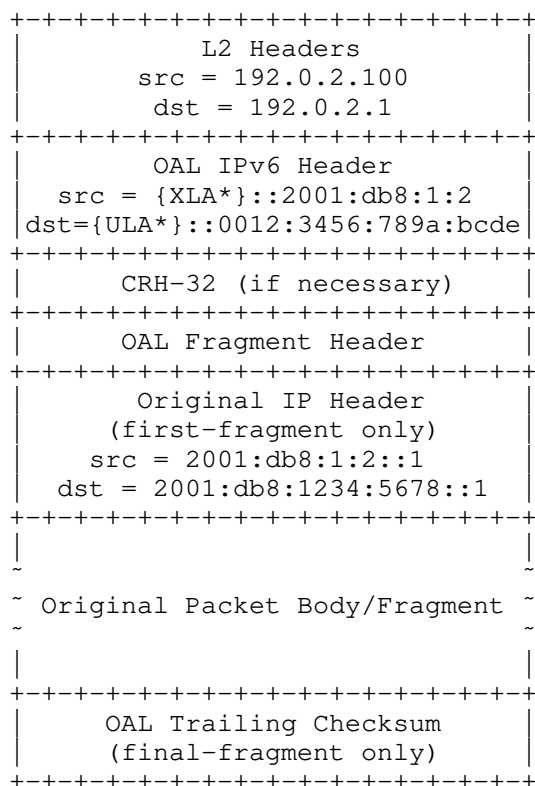 +-+-+-+-+-+-+-+-+-+-+-+-+-+-+
|          L2 Headers         |
|      src = 192.0.2.100      |
|       dst = 192.0.2.1       |
+-+-+-+-+-+-+-+-+-+-+-+-+-+-+
|       OAL IPv6 Header       |
|  src = {XLA*}::2001:db8:1:2 |
|dst={ULA*}::0012:3456:789a:bcde|
+-+-+-+-+-+-+-+-+-+-+-+-+-+-+
|     CRH-32 (if necessary)   |
+-+-+-+-+-+-+-+-+-+-+-+-+-+-+
|     OAL Fragment Header     |
+-+-+-+-+-+-+-+-+-+-+-+-+-+-+
|      Original IP Header     |
|    (first-fragment only)    |
|   src = 2001:db8:1:2::1     |
|  dst = 2001:db8:1234:5678::1 |
+-+-+-+-+-+-+-+-+-+-+-+-+-+-+
|                             |
~                             ~
~ Original Packet Body/Fragment ~
~                             ~
|                             |
+-+-+-+-+-+-+-+-+-+-+-+-+-+-+
|    OAL Trailing Checksum    |
|    (final-fragment only)    |
+-+-+-+-+-+-+-+-+-+-+-+-+-+-+